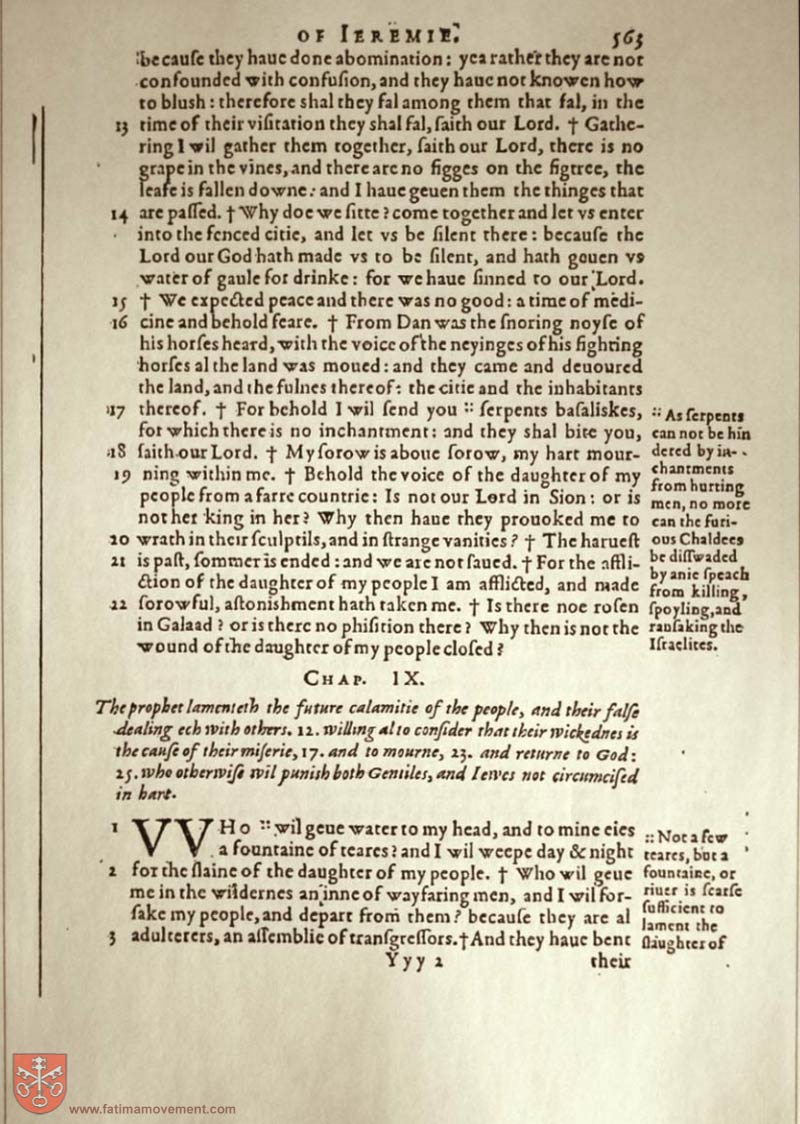 OF IEREMIE. 563
becauſe they haue done abomination: yea rather they are not
confounded with confuſion, and they haue not knowen how
to bluſh: therefore shal they fal among them that fal, in the
13 time of their viſitation they shal fal, ſaith our Lord. † Gathe-
ring I wil gather them together, ſaith our Lord, there is no
grape in the vines, and there are no figges on the figtree, the
leafe is fallen downe: and I haue geuen them the thinges that
14 are paſſed. † Why doe we ſitte? come together and let vs enter
into the fenced citie, and let vs be ſilent there: becauſe the
Lord our God hath made vs to be ſilent, and hath geuen vs
water of gaule for drinke: for we haue ſinned to our Lord.
15 † We expected peace and there was no good: a time of medi-
16 cine and behold feare. † From Dan was the ſnoring noyſe of
his horſes heard, with the voice of the neyinges of his fighting
horſes al the land was moued: and they came and deuoured
the land, and the fulnes thereof: the citie and the inhabitants
17 thereof. † For behold I wil ſend you :: ſerpents baſaliskes,
for which there is no inchantment: and they shal bite you,
18 ſaith our Lord. † My ſorow is aboue ſorow, my hart mour-
19 ning within me. † Behold the voice of the daughter of my
people from a farre countrie: Is not our Lord in Sion: or is
not her king in her? Why then haue they prouoked me to
20 wrath in their ſculptils, and in ſtrange vanities? † The harueſt
21 is paſt, ſommer is ended: and we are not ſaued. † For the affli-
ction of the daughter of my people I am afflicted, and made
22 ſorowful, aſtonishment hath taken me. † Is there noe roſen
in Galaad? or is there no phiſition there? Why then is not the
wound of the daughter of my people cloſed?
:: As ſerpents
can not be hin
dered by in-
chantments
from hurting
men, no more
can the furi-
ous Chaldees
be diſſwaded
by anie ſpeach
from killing,
ſpoyling, and
ranſaking the
Iſraelites.
CHAP. IX.
The prophet lamenteth the future calamitie of the people, and their falſe
dealing ech with others. 12. willing al to conſider that their wickednes is
the cauſe of their miſerie, 17. and to mourne, 23. and returne to God:
25. who otherwiſe wil punish both Gentiles, and Iewes not circumciſed
in hart.
1 VVHo :: wil geue water to my head, and to mine eies
a fountaine of teares? and I wil weepe day & night
2 for the ſlaine of the daughter of my people. † Who wil geue
me in the wildernes an inne of wayfaring men, and I wil for-
ſake my people, and depart from them? becauſe they are al
3 adulterers, an aſſemblie of tranſgreſſors. † And they haue bent
:: Not a few
teares, but a
fountaine, or
riuer is ſcarſe
ſufficient to
lament the
ſlaughter of
Yyy 2 their
www.fatimamovement.com